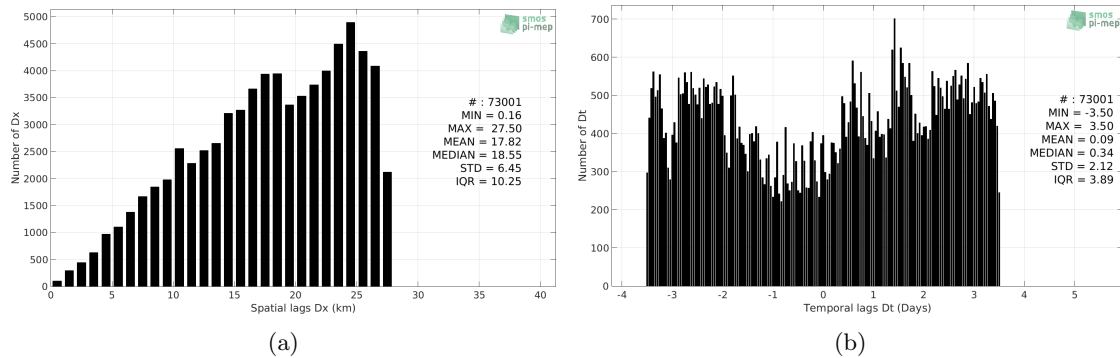 smos
pi-mep
5000
4500
4000
3500
3000
2500
2000
1500
1000
500
0
Number of Dx
# : 73001
MIN = 0.16
MAX = 27.50
MEAN = 17.82
MEDIAN = 18.55
STD = 6.45
IQR = 10.25
0 5 10 15 20 25 30 35 40
Spatial lags Dx (km)
(a)
smos
pi-mep
700
600
500
400
300
200
100
0
Number of Dt
# : 73001
MIN = -3.50
MAX = 3.50
MEAN = 0.09
MEDIAN = 0.34
STD = 2.12
IQR = 3.89
-4 -3 -2 -1 0 1 2 3 4 5
Temporal lags Dt (Days)
(b)